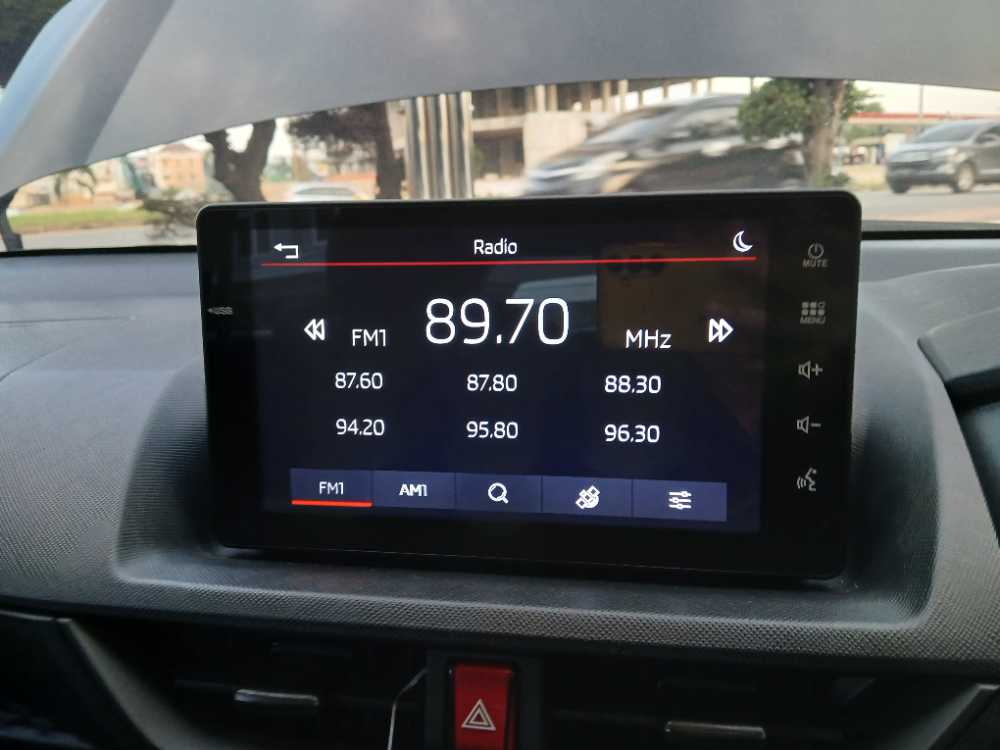 Radio
MUTE
USB
MENU
FM1 89.70 MHz
87.60 87.80 88.30
94.20 95.80 96.30
FM1 AM1